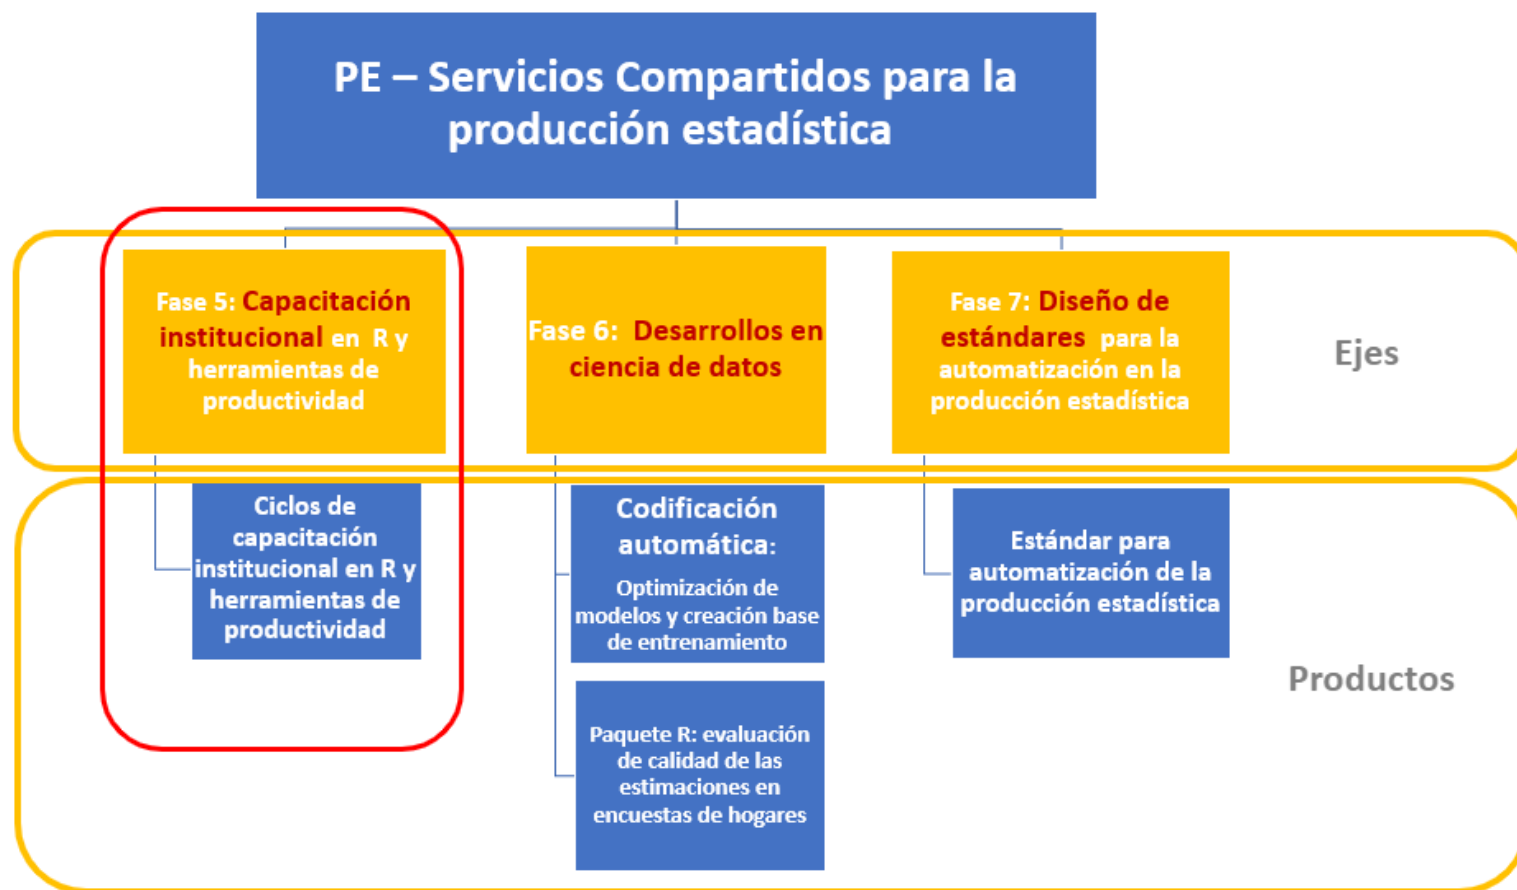 PE – Servicios Compartidos para la
producción estadística
Fase 5: Capacitación
institucional en R y
herramientas de
productividad
Fase 6: Desarrollos en
ciencia de datos
Fase 7: Diseño de
estándares para la
automatización en la
producción estadística
Ejes
Ciclos de
capacitación
institucional en R y
herramientas de
productividad
Codificación
automática:
Optimización de
modelos y creación base
de entrenamiento
Paquete R: evaluación
de calidad de las
estimaciones en
encuestas de hogares
Estándar para
automatización de la
producción estadística
Productos